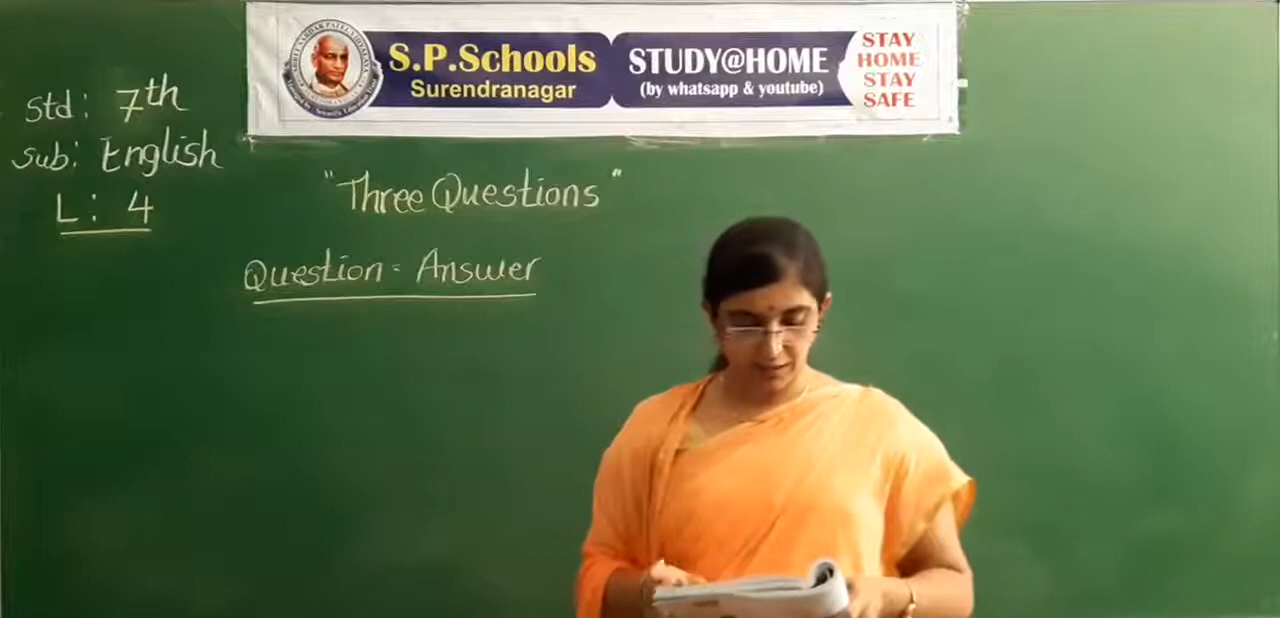 S.P.Schools
Surendranagar
STUDY@HOME
(by whatsapp & youtube)
STAY
HOME
STAY
SAFE
Std: 7th
Sub: English
L: 4
"Three Questions"
Question = Answer